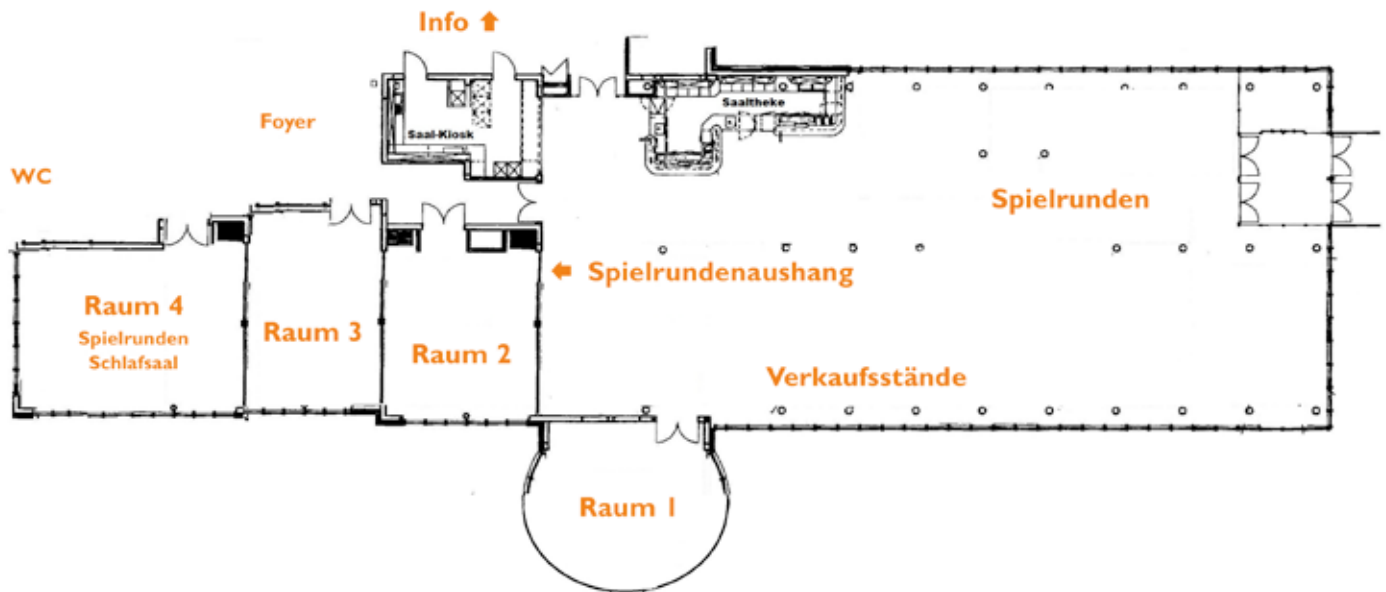 Info
Saaltheke
Foyer
Saal-Kiosk
WC
Spielrunden
Spielrundenaushang
Raum 4
Spielrunden
Schlafsaal
Raum 3
Raum 2
Verkaufsstände
Raum 1